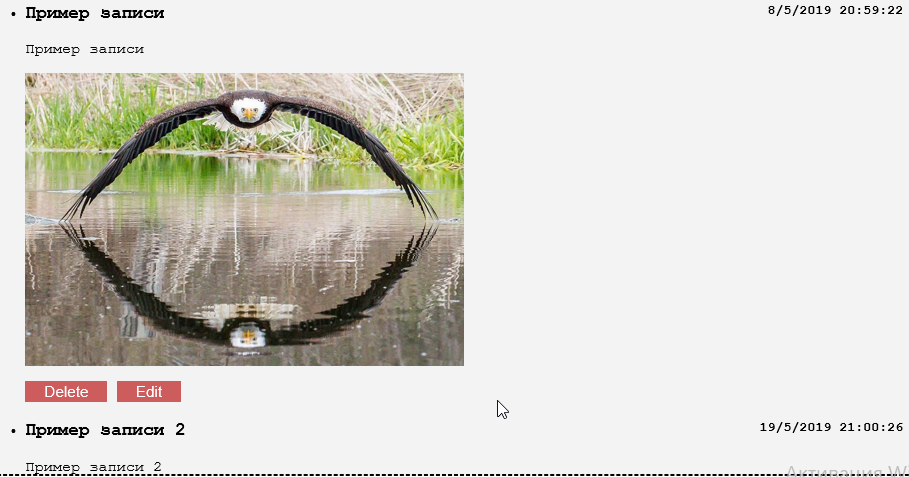 Пример записи
8/5/2019 20:59:22
Пример записи
Delete
Edit
Пример записи 2
19/5/2019 21:00:26
Пример записи 2
Активация W